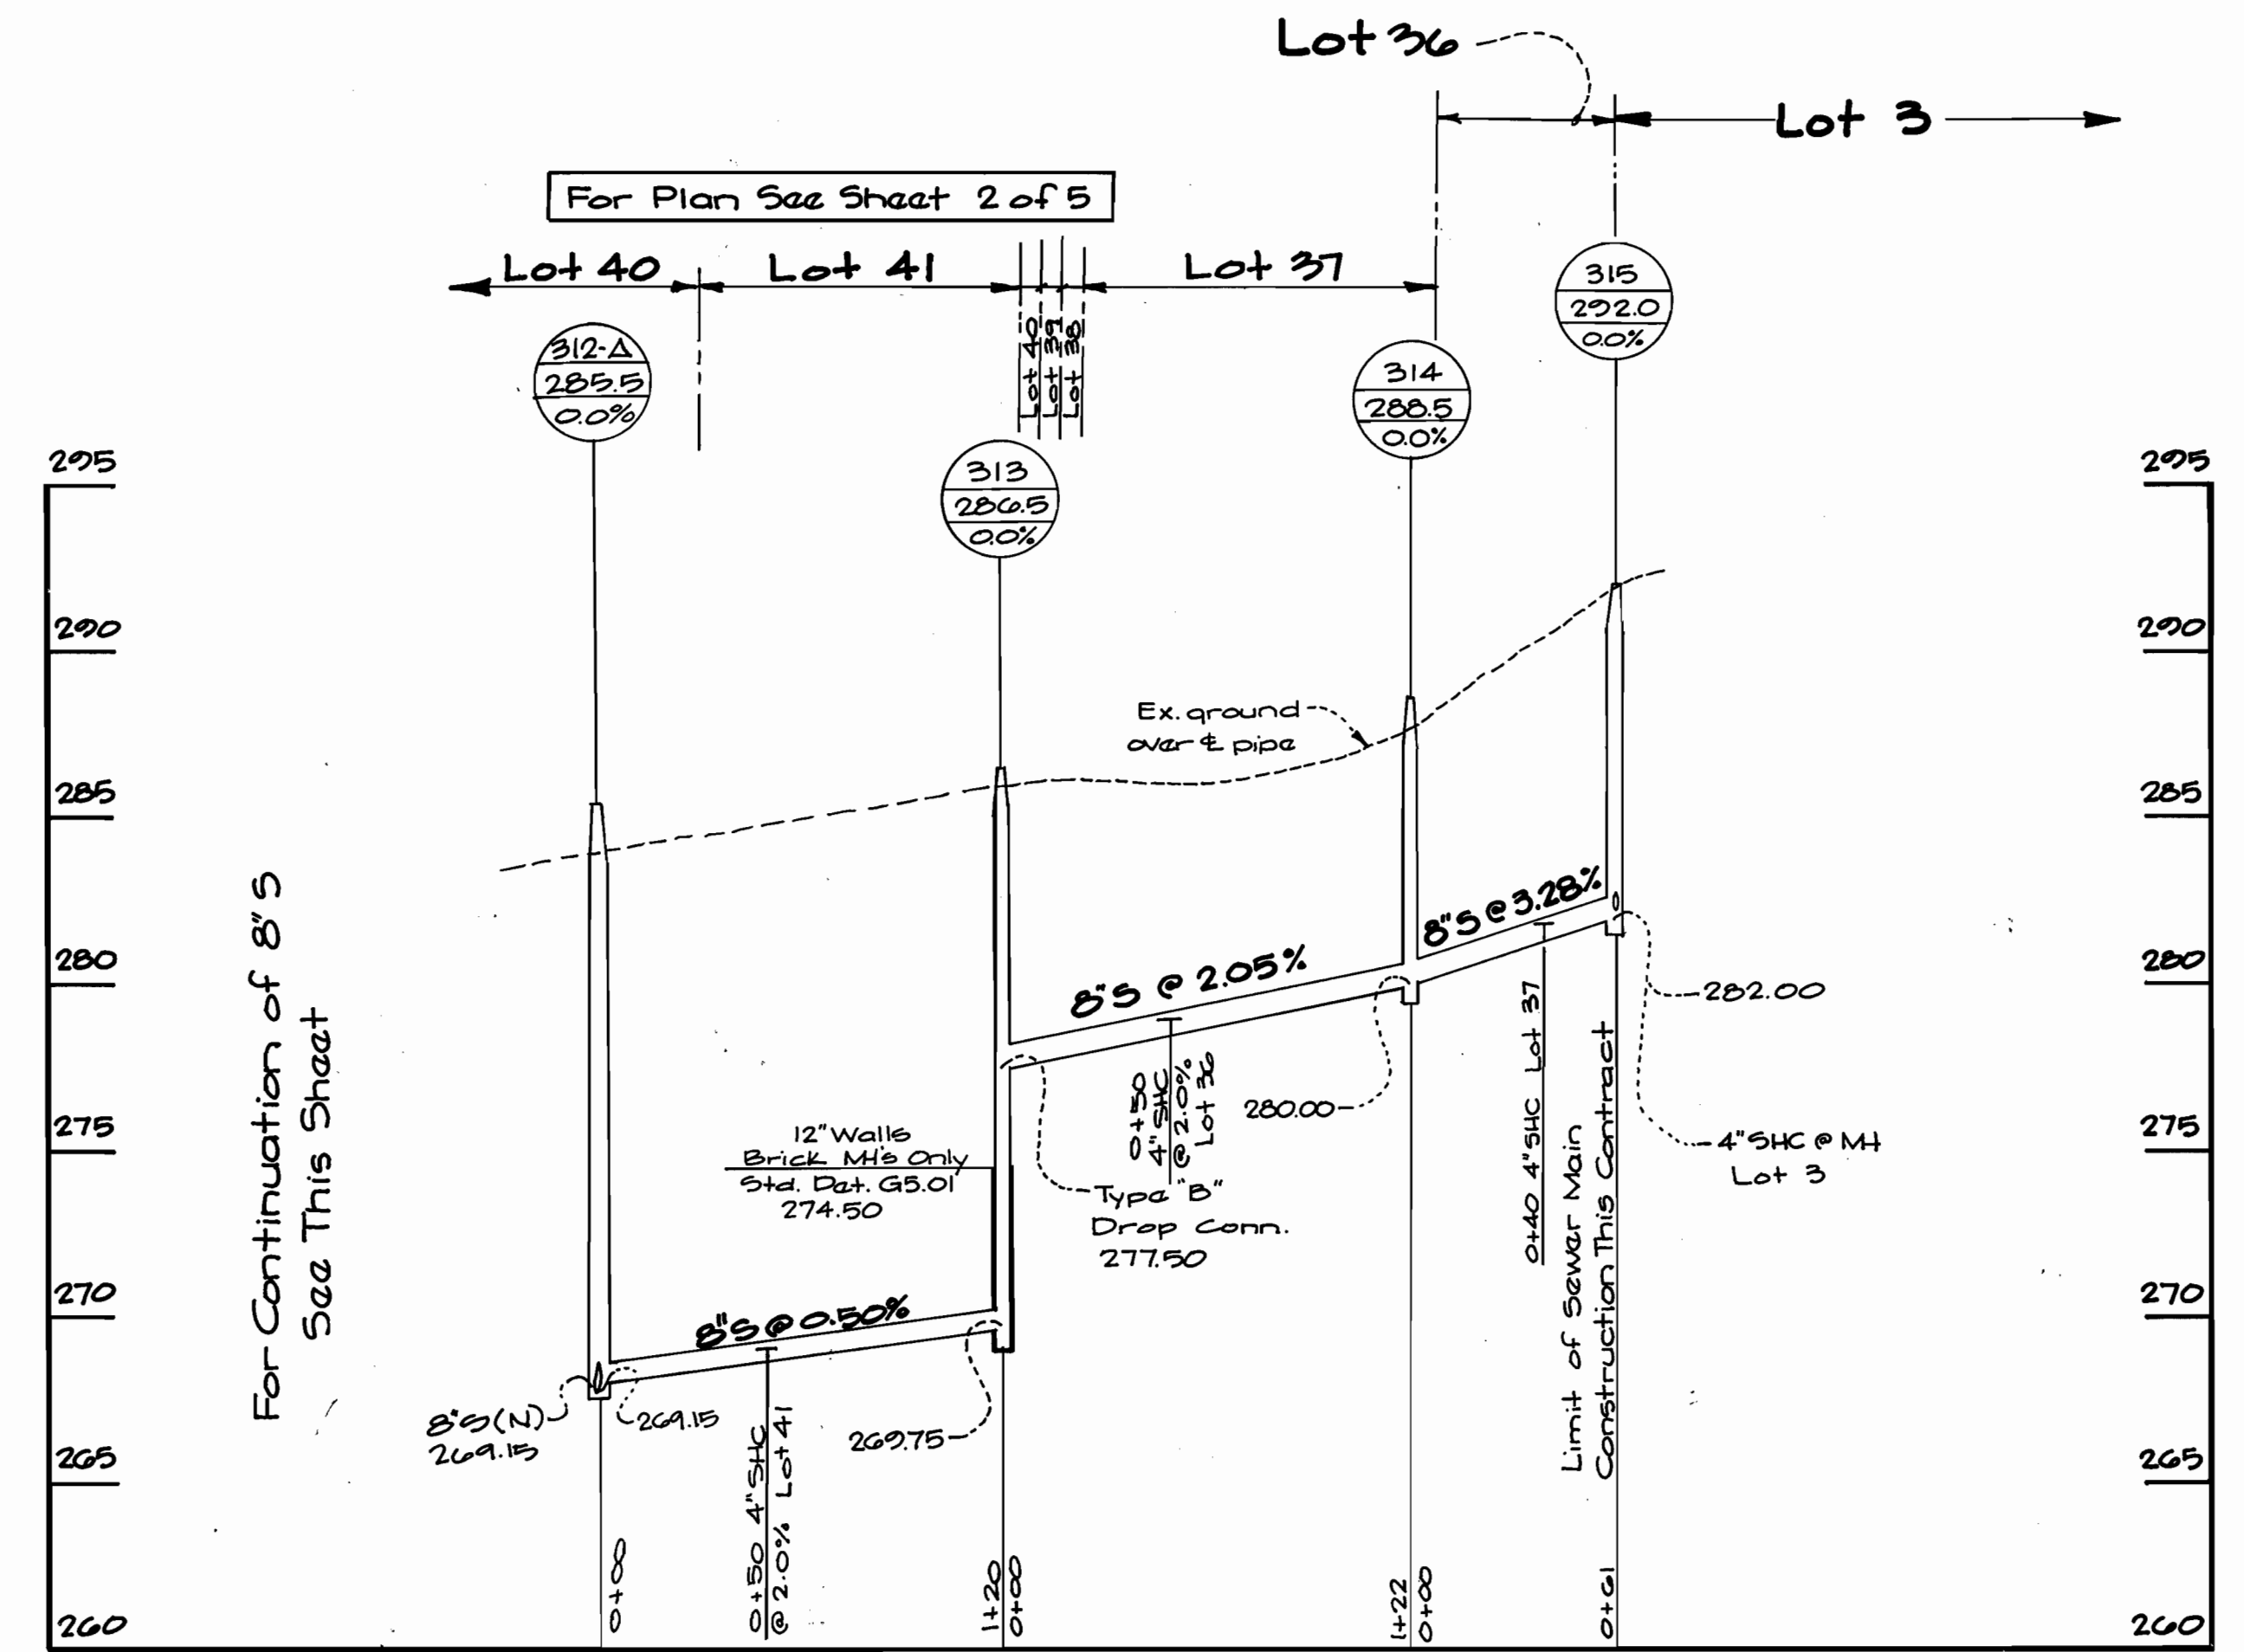 Lot 36
Lot 3
For Plan See Sheet 2 of 5
Lot 40
Lot 41
Lot 40
Lot 39
Lot 38
Lot 37
312-A
285.5
0.0%
313
286.5
0.0%
314
288.5
0.0%
315
292.0
0.0%
295
290
285
280
275
270
265
260
295
290
285
280
275
270
265
260
For Continuation of 8"S
See This Sheet
Ex. ground
over ℄ pipe
8"S @ 0.50%
8"S @ 2.05%
8"S @ 3.28%
12" Walls
Brick MH's Only
Std. Det. G5.01
274.50
Type "B"
Drop Conn.
277.50
0+50
4"SHC
@ 2.0%
Lot 36
280.00
0+40 4"SHC Lot 37
282.00
4"SHC @ MH
Lot 3
Limit of Sewer Main
Construction This Contract
8"S(N)
269.15
269.15
269.75
0+50 4"SHC
@ 2.0% Lot 41
0+00
1+20
0+00
1+22
0+00
0+61